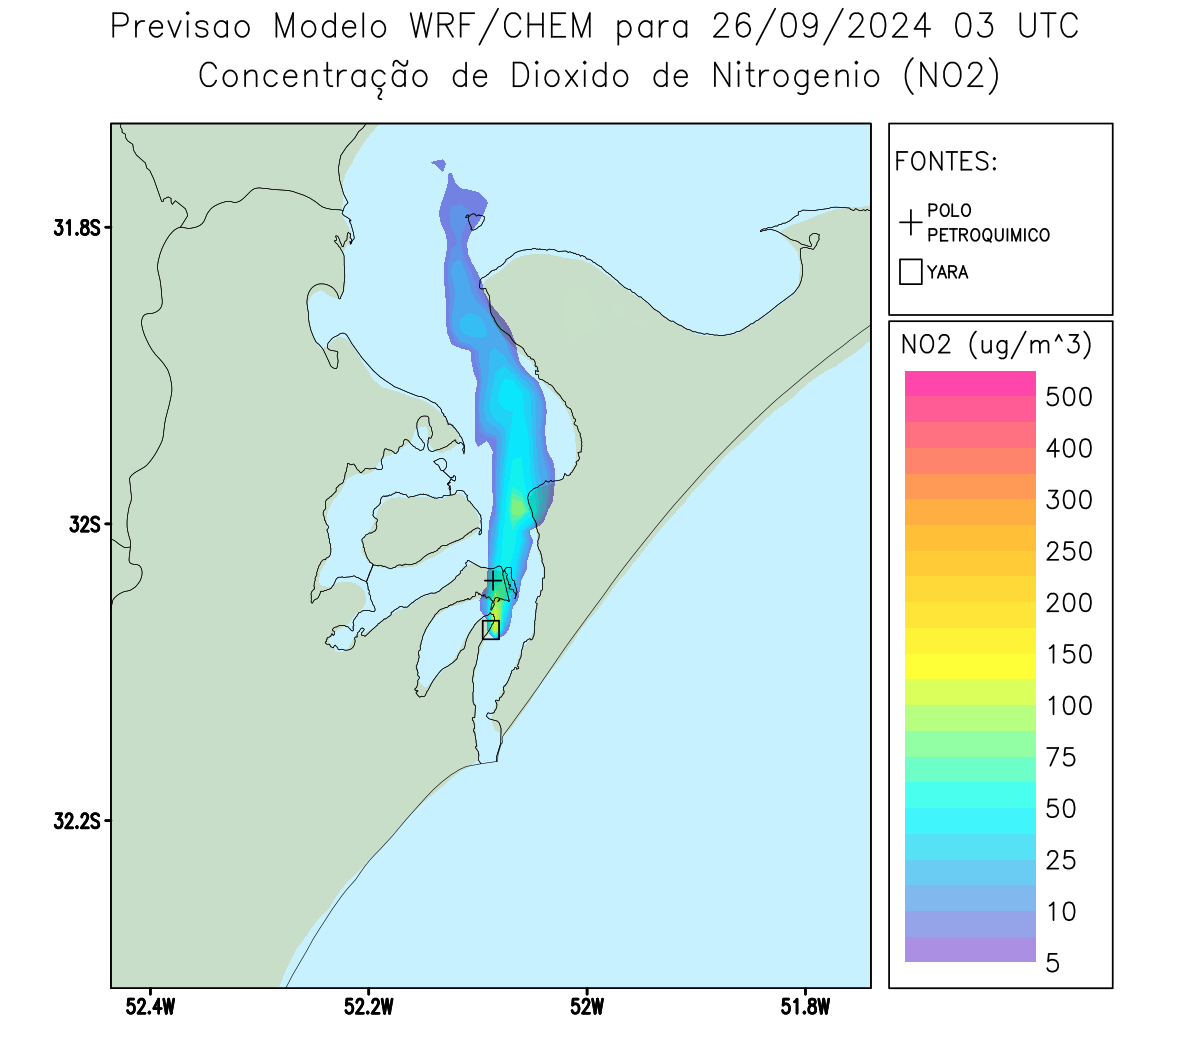 Previsao Modelo WRF/CHEM para 26/09/2024 03 UTC
Concentração de Dioxido de Nitrogenio (NO2)
FONTES:
POLO
PETROQUIMICO
YARA
NO2 (ug/m^3)
500
400
300
250
200
150
100
75
50
25
10
5
31.8S
32S
32.2S
52.4W
52.2W
52W
51.8W